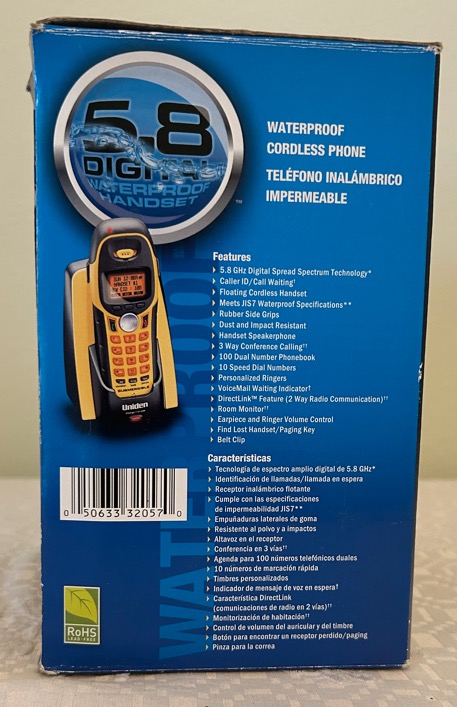 5.8
DIGITAL
WATERPROOF
HANDSET
™
WATERPROOF
CORDLESS PHONE
TELÉFONO INALÁMBRICO
IMPERMEABLE
Features
5.8 GHz Digital Spread Spectrum Technology*
Caller ID/Call Waiting†
Floating Cordless Handset
Meets JIS7 Waterproof Specifications**
Rubber Side Grips
Dust and Impact Resistant
Handset Speakerphone
3 Way Conference Calling††
100 Dual Number Phonebook
10 Speed Dial Numbers
Personalized Ringers
VoiceMail Waiting Indicator†
DirectLink™ Feature (2 Way Radio Communication)††
Room Monitor††
Earpiece and Ringer Volume Control
Find Lost Handset/Paging Key
Belt Clip
Características
Tecnología de espectro amplio digital de 5.8 GHz*
Identificación de llamadas/llamada en espera
Receptor inalámbrico flotante
Cumple con las especificaciones
de impermeabilidad JIS7**
Empuñaduras laterales de goma
Resistente al polvo y a impactos
Altavoz en el receptor
Conferencia en 3 vías††
Agenda para 100 números telefónicos duales
10 números de marcación rápida
Timbres personalizados
Indicador de mensaje de voz en espera†
Característica DirectLink
(comunicaciones de radio en 2 vías)††
Monitorización de habitación††
Control de volumen del auricular y del timbre
Botón para encontrar un receptor perdido/paging
Pinza para la correa
HANDSET #1
SUBMERSIBLE
Uniden
0 50633 32057 0
RoHS
LEAD-FREE
WATERPROOF